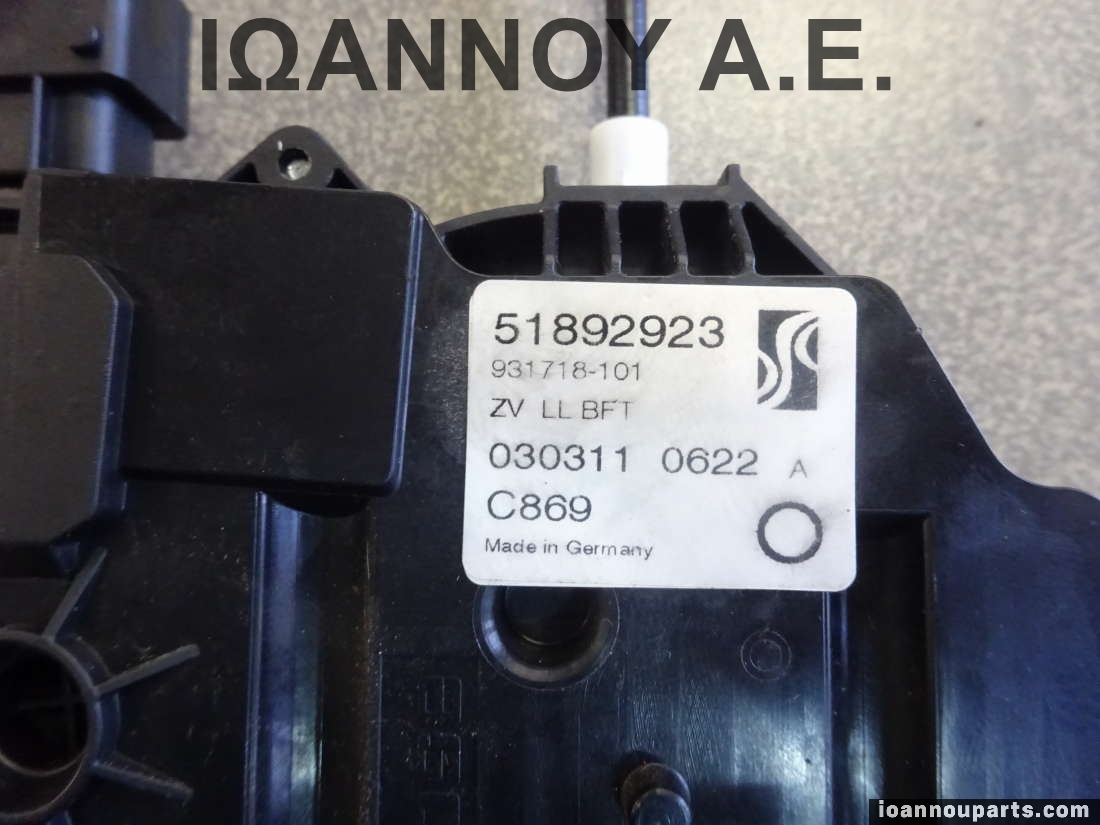 ΙΩΑΝΝΟΥ Α.Ε.
51892923
931718-101
ZV LL BFT
030311 0622 A
C869
Made in Germany
ioannouparts.com